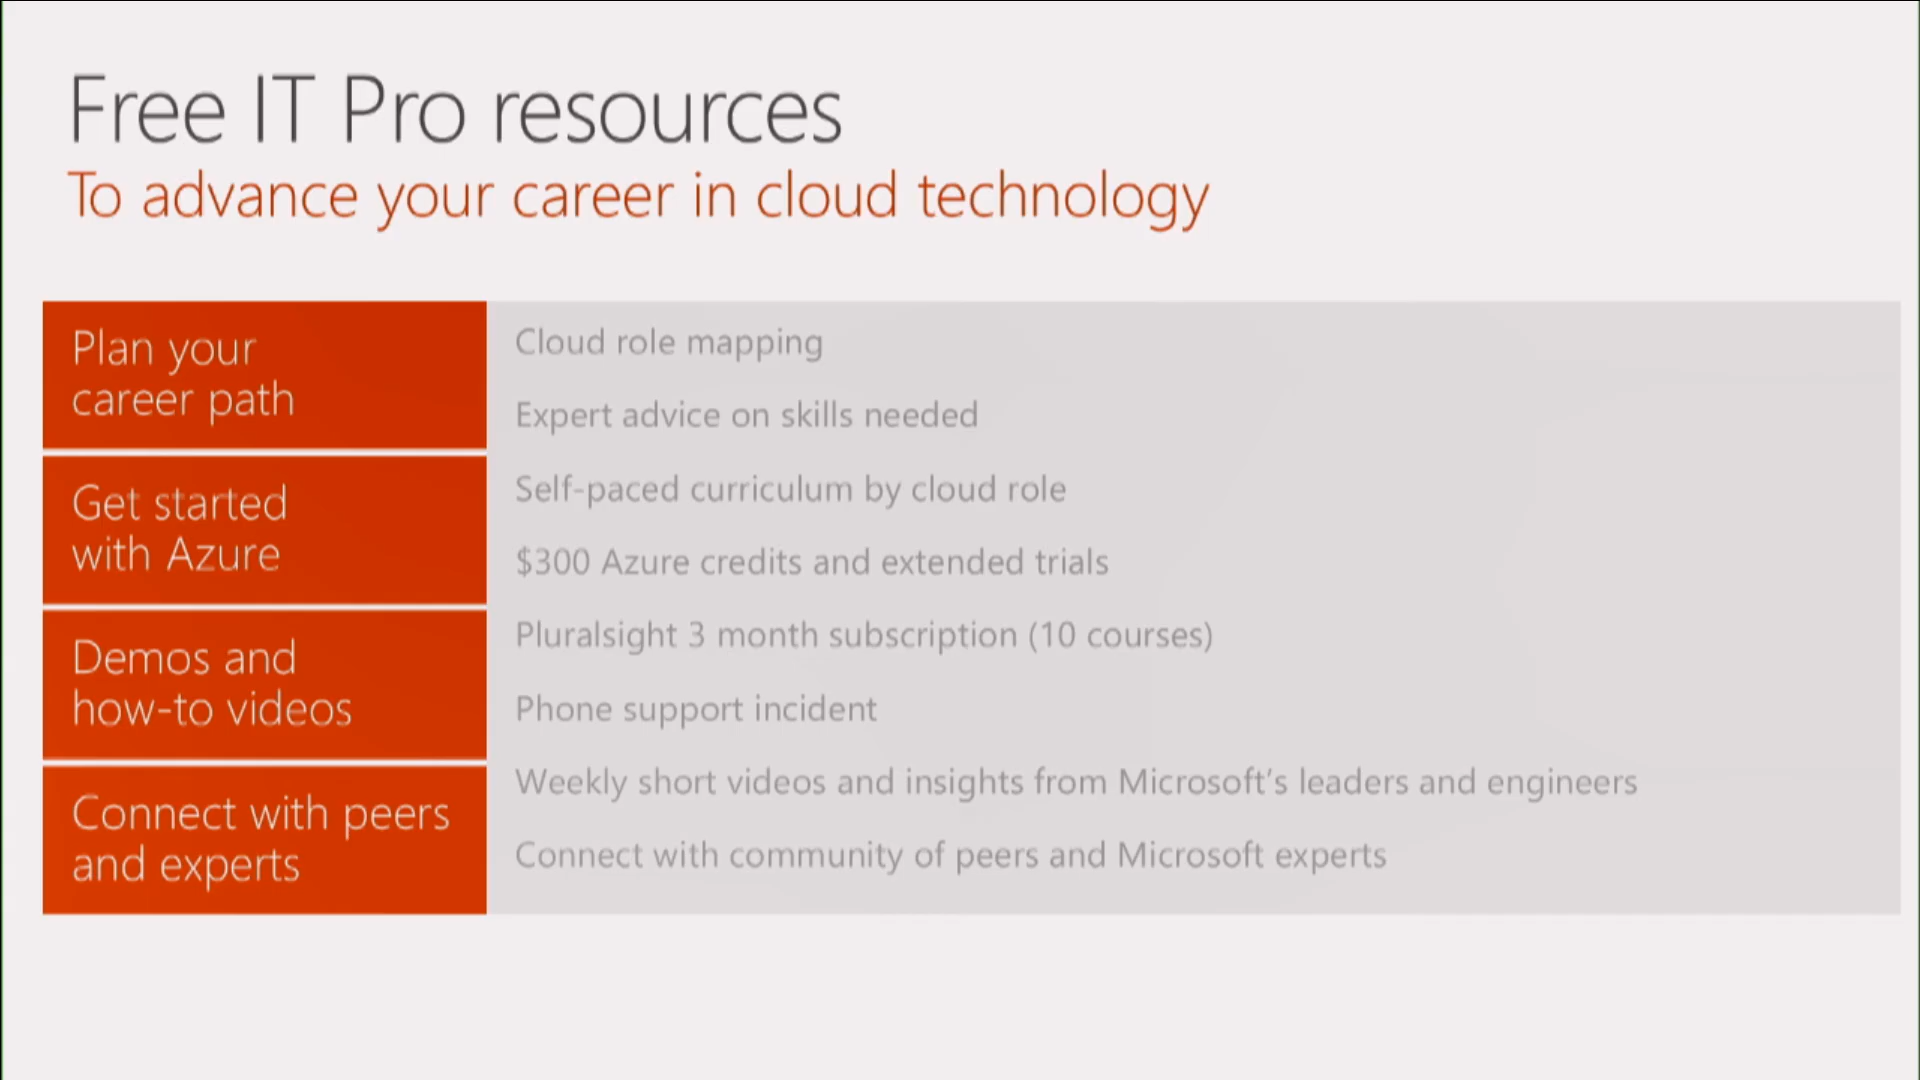 Free IT Pro resources
To advance your career in cloud technology
Plan your
career path
Get started
with Azure
Demos and
how-to videos
Connect with peers
and experts
Cloud role mapping
Expert advice on skills needed
Self-paced curriculum by cloud role
$300 Azure credits and extended trials
Pluralsight 3 month subscription (10 courses)
Phone support incident
Weekly short videos and insights from Microsoft’s leaders and engineers
Connect with community of peers and Microsoft experts